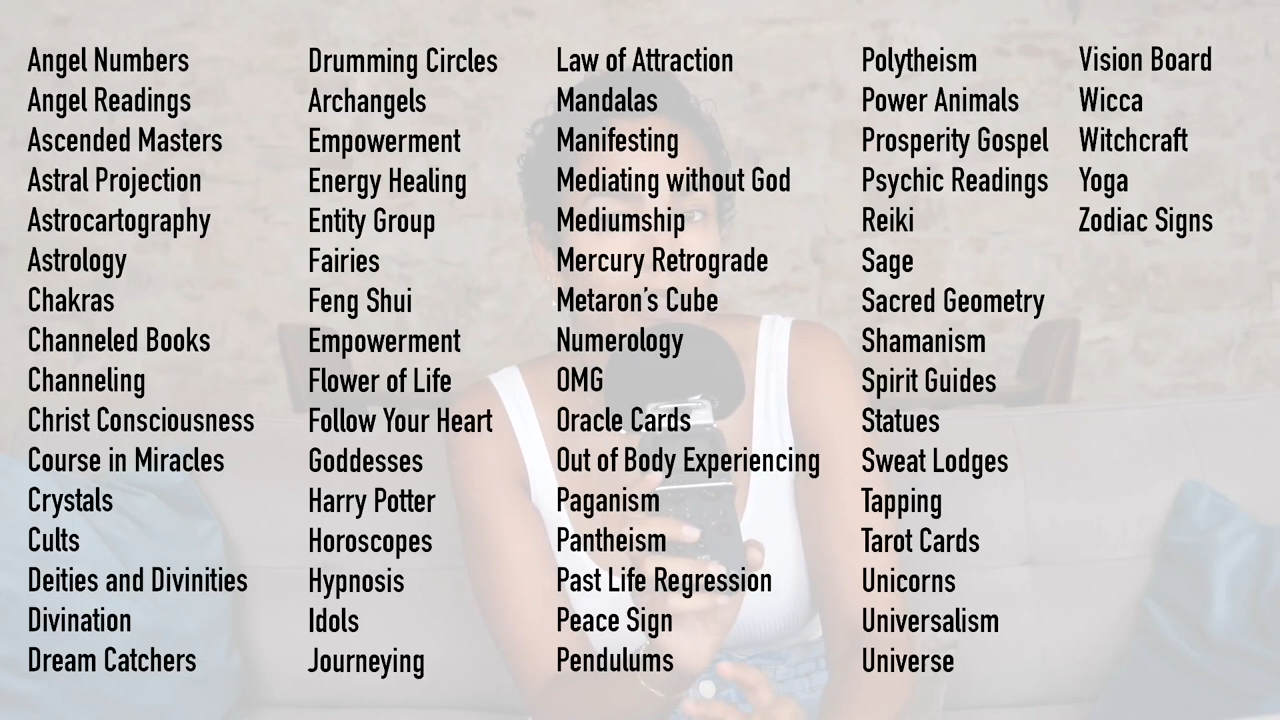 Angel Numbers
Angel Readings
Ascended Masters
Astral Projection
Astrocartography
Astrology
Chakras
Channeled Books
Channeling
Christ Consciousness
Course in Miracles
Crystals
Cults
Deities and Divinities
Divination
Dream Catchers
Drumming Circles
Archangels
Empowerment
Energy Healing
Entity Group
Fairies
Feng Shui
Empowerment
Flower of Life
Follow Your Heart
Goddesses
Harry Potter
Horoscopes
Hypnosis
Idols
Journeying
Law of Attraction
Mandalas
Manifesting
Mediating without God
Mediumship
Mercury Retrograde
Metaron's Cube
Numerology
OMG
Oracle Cards
Out of Body Experiencing
Paganism
Pantheism
Past Life Regression
Peace Sign
Pendulums
Polytheism
Power Animals
Prosperity Gospel
Psychic Readings
Reiki
Sage
Sacred Geometry
Shamanism
Spirit Guides
Statues
Sweat Lodges
Tapping
Tarot Cards
Unicorns
Universalism
Universe
Vision Board
Wicca
Witchcraft
Yoga
Zodiac Signs